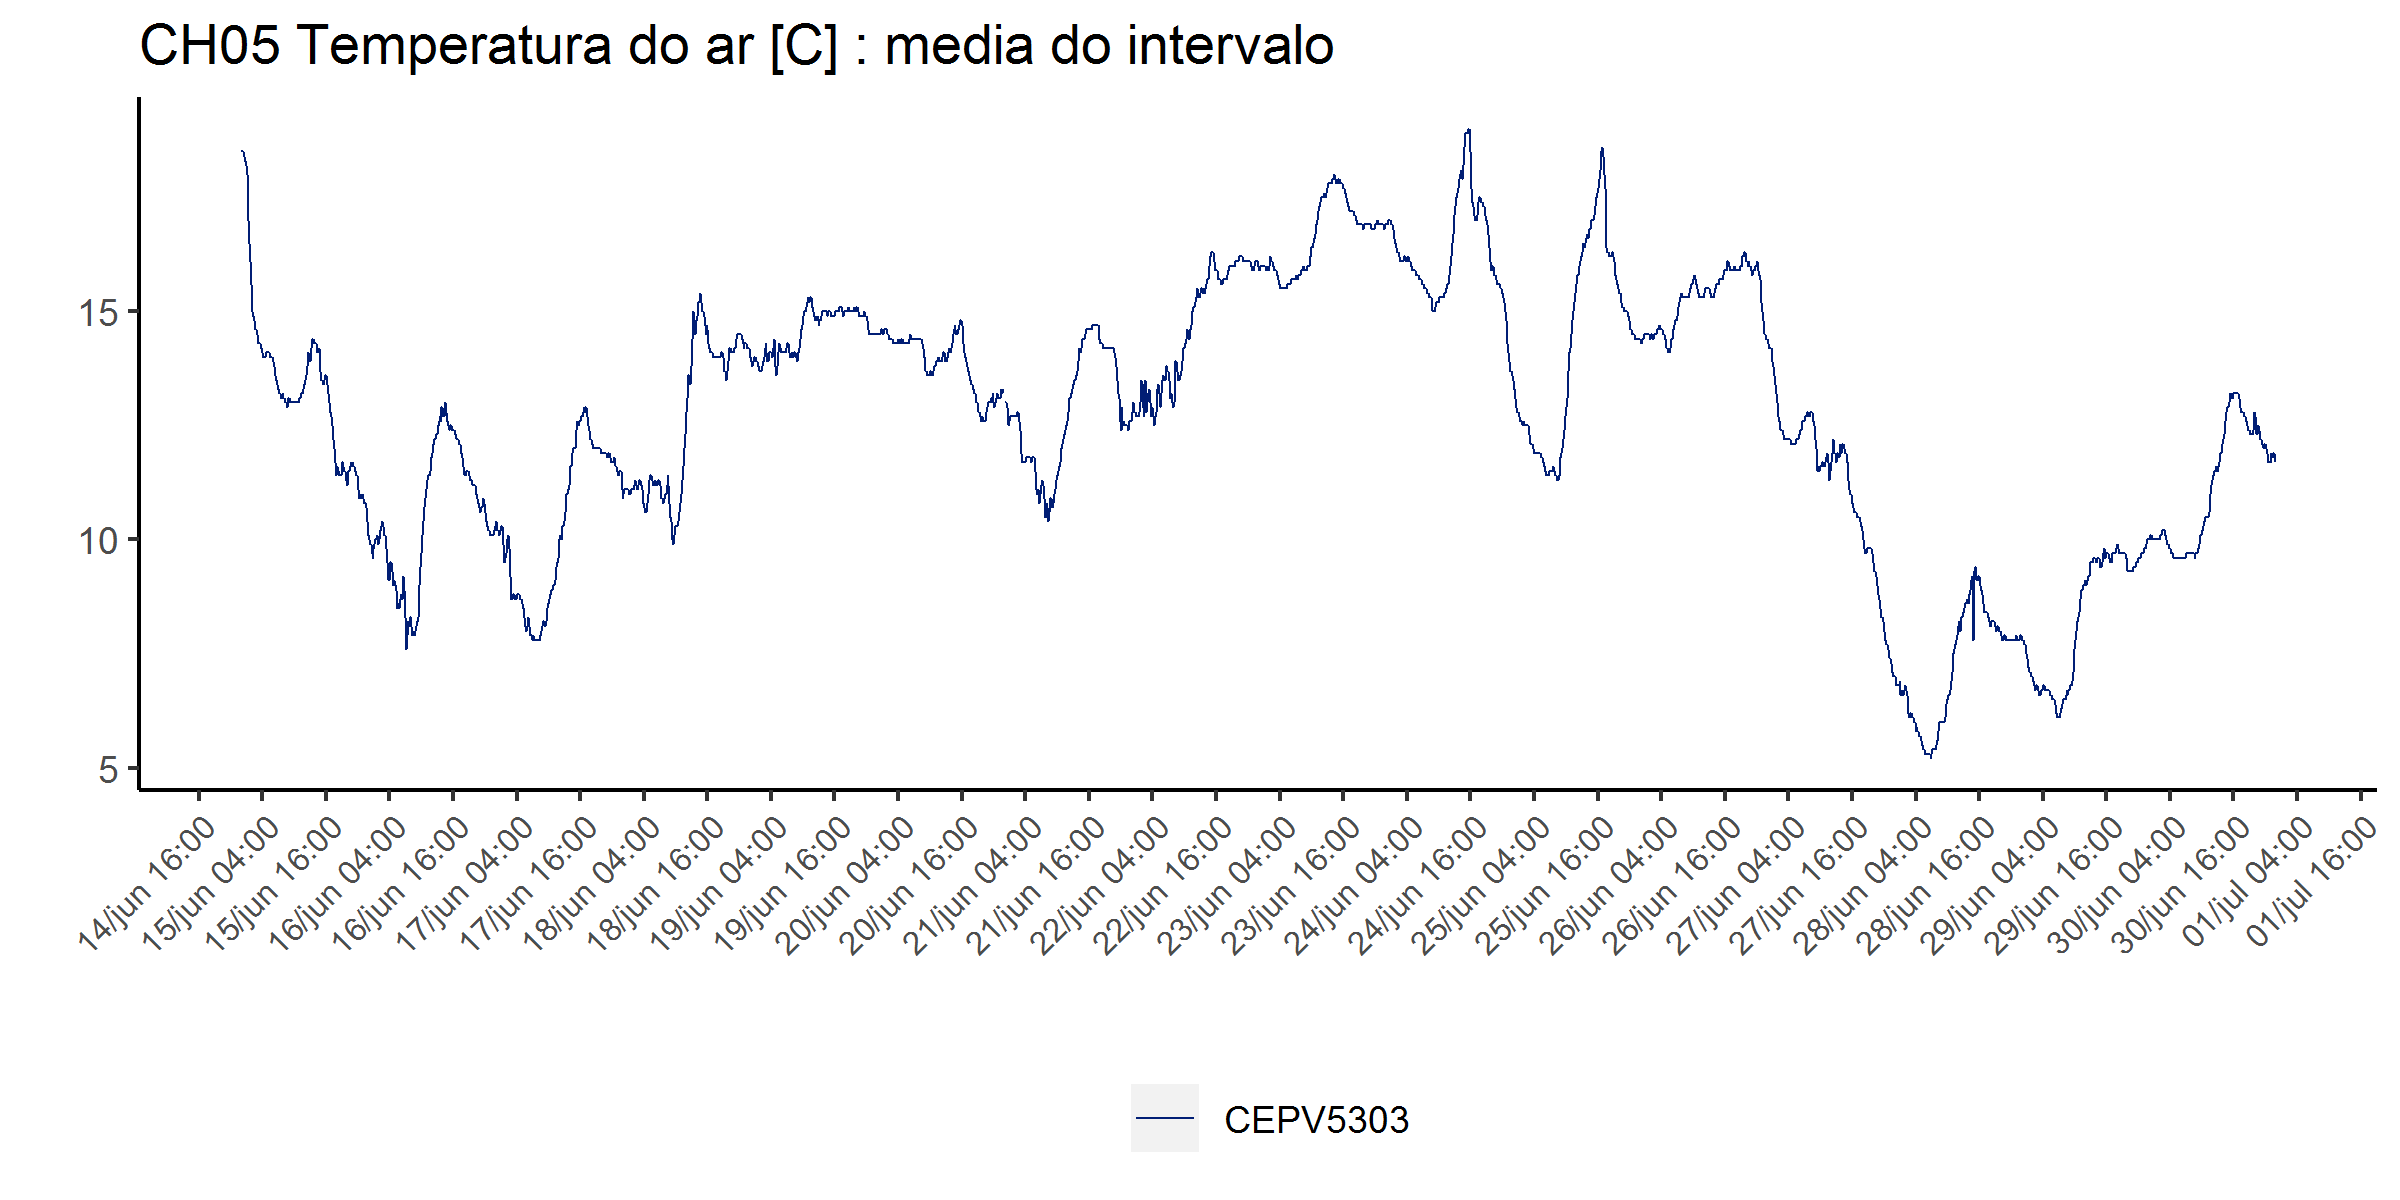 CH05 Temperatura do ar [C] : media do intervalo
15
10
5
14/jun 16:00
15/jun 04:00
15/jun 16:00
16/jun 04:00
16/jun 16:00
17/jun 04:00
17/jun 16:00
18/jun 04:00
18/jun 16:00
19/jun 04:00
19/jun 16:00
20/jun 04:00
20/jun 16:00
21/jun 04:00
21/jun 16:00
22/jun 04:00
22/jun 16:00
23/jun 04:00
23/jun 16:00
24/jun 04:00
24/jun 16:00
25/jun 04:00
25/jun 16:00
26/jun 04:00
26/jun 16:00
27/jun 04:00
27/jun 16:00
28/jun 04:00
28/jun 16:00
29/jun 04:00
29/jun 16:00
30/jun 04:00
30/jun 16:00
01/jul 04:00
01/jul 16:00
CEPV5303